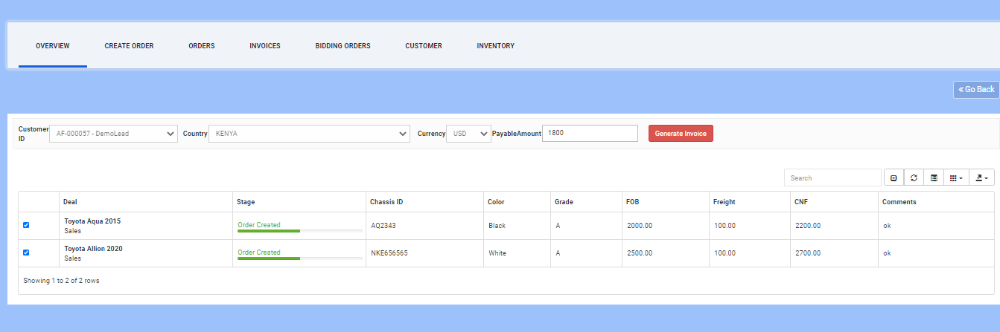 OVERVIEW CREATE ORDER ORDERS INVOICES BIDDING ORDERS CUSTOMER INVENTORY
« Go Back
Customer ID AF-000057 - DemoLead Country KENYA Currency USD PayableAmount 1800 Generate Invoice
Search
Deal Stage Chassis ID Color Grade FOB Freight CNF Comments
Toyota Aqua 2015
Sales
Order Created
AQ2343 Black A 2000.00 100.00 2200.00 ok
Toyota Allion 2020
Sales
Order Created
NKE656565 White A 2500.00 100.00 2700.00 ok
Showing 1 to 2 of 2 rows